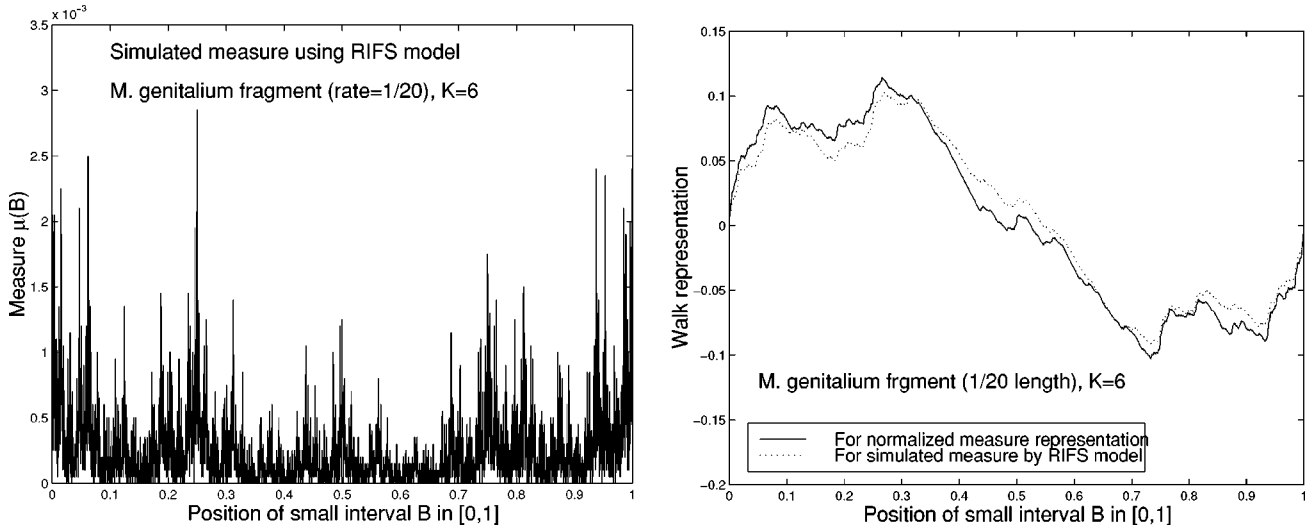 × 10⁻³
3.5
3
2.5
2
1.5
1
0.5
0
Measure μ(B)
Simulated measure using RIFS model
M. genitalium fragment (rate=1/20), K=6
0 0.1 0.2 0.3 0.4 0.5 0.6 0.7 0.8 0.9 1
Position of small interval B in [0,1]
0.15
0.1
0.05
0
−0.05
−0.1
−0.15
−0.2
Walk representation
M. genitalium frgment (1/20 length), K=6
For normalized measure representation
For simulated measure by RIFS model
0 0.1 0.2 0.3 0.4 0.5 0.6 0.7 0.8 0.9 1
Position of small interval B in [0,1]